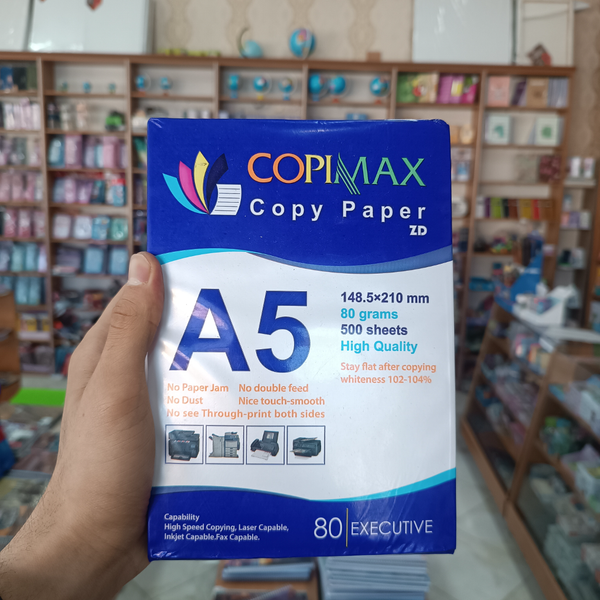 COPIMAX
Copy Paper
ZD
A5
148.5×210 mm
80 grams
500 sheets
High Quality
Stay flat after copying
whiteness 102-104%
No Paper Jam No double feed
No Dust Nice touch-smooth
No see Through-print both sides
Capability
High Speed Copying, Laser Capable,
Inkjet Capable.Fax Capable.
80 EXECUTIVE